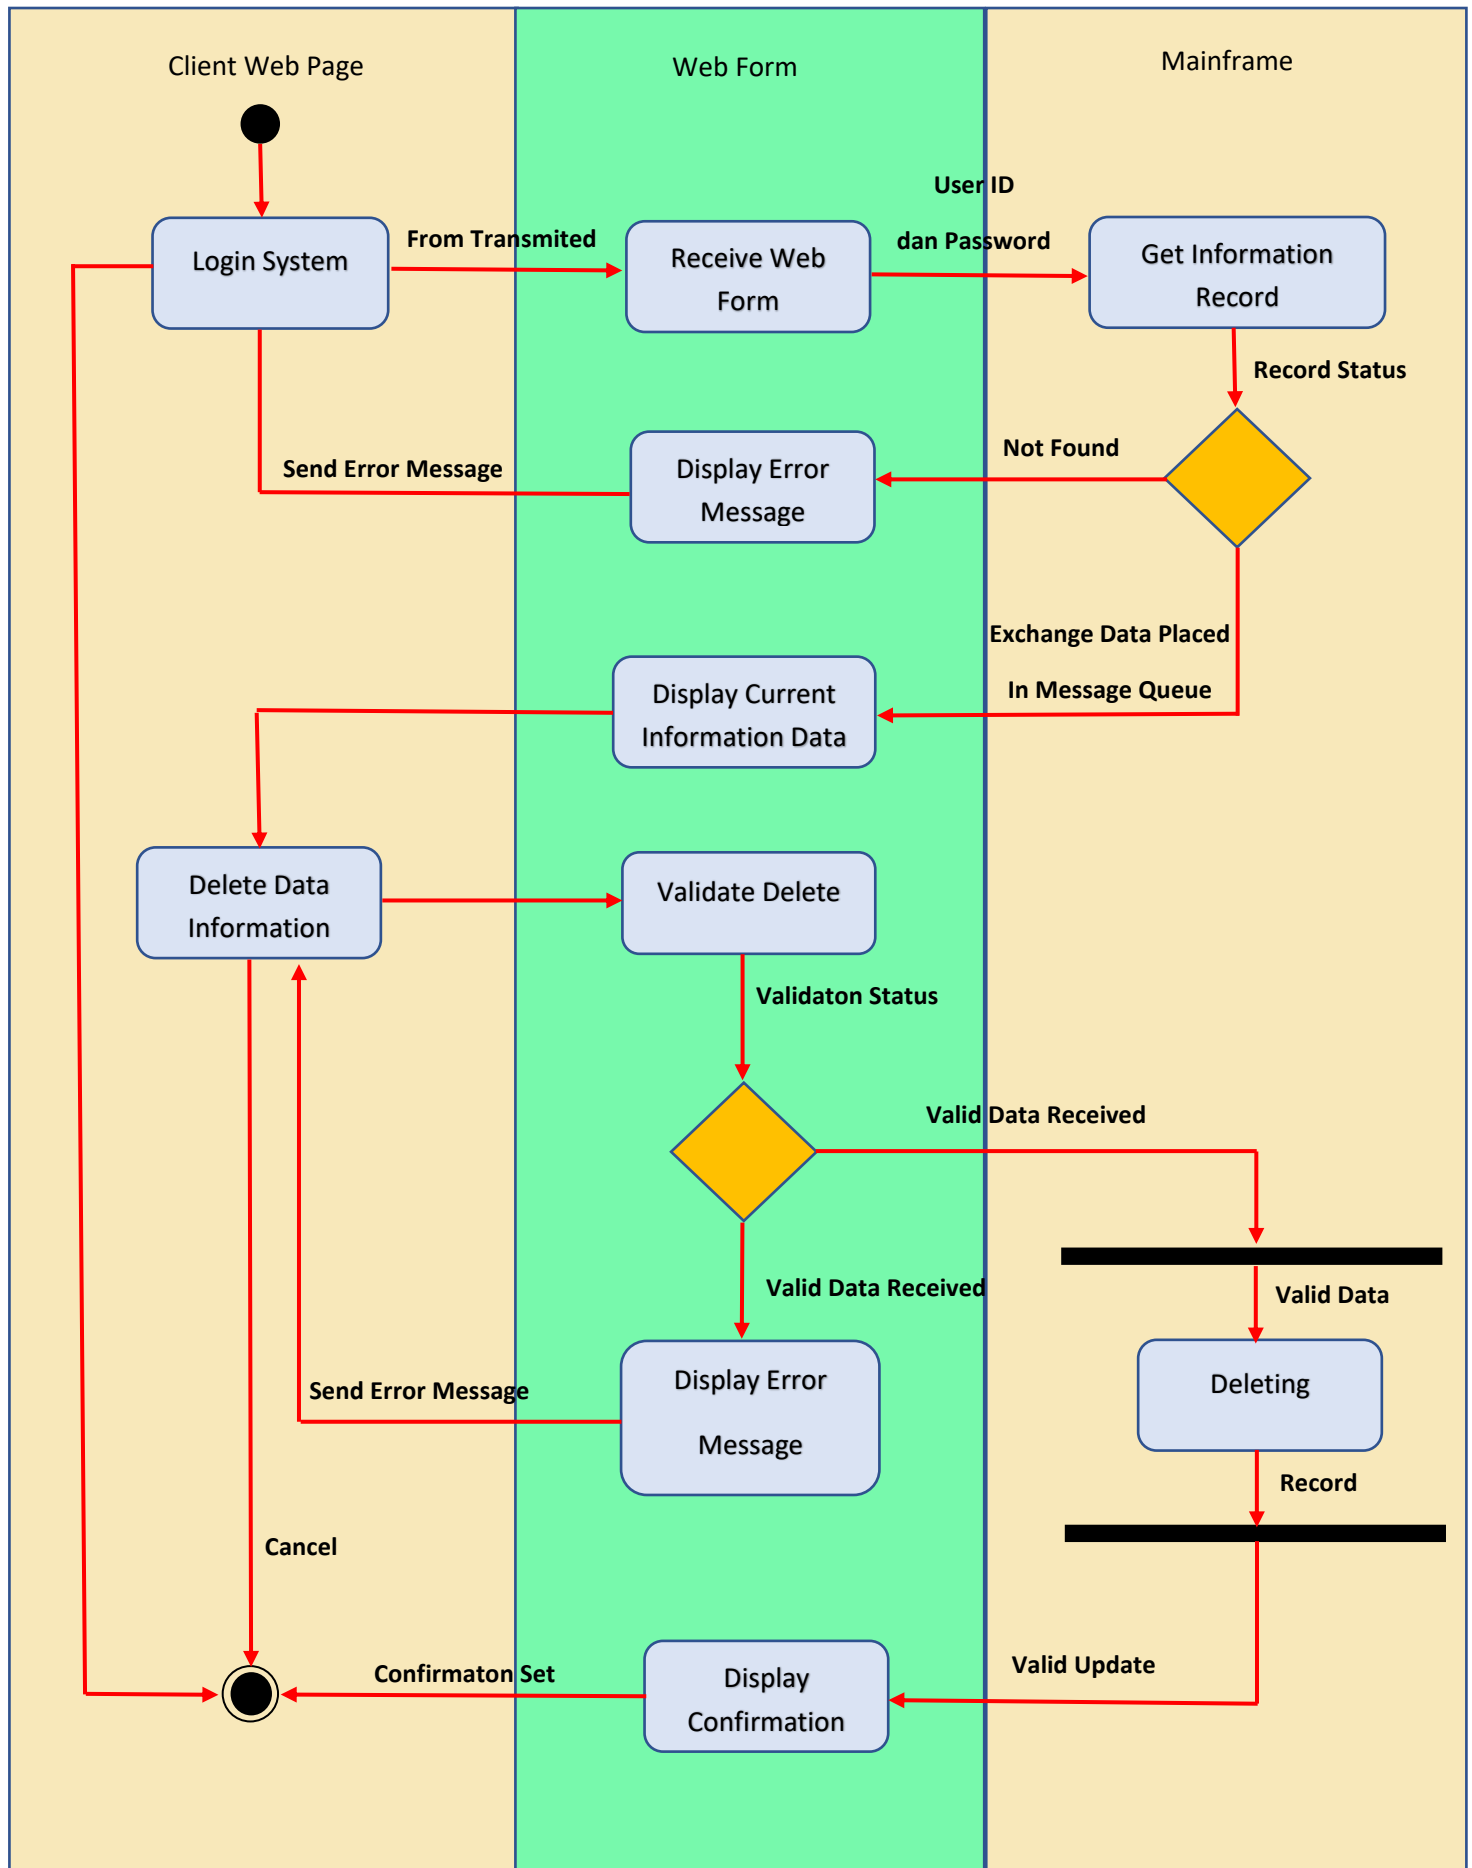 Client Web Page
Web Form
Mainframe
User ID
dan Password
From Transmited
Login System
Receive Web
Form
Get Information
Record
Record Status
Not Found
Send Error Message
Display Error
Message
Exchange Data Placed
In Message Queue
Display Current
Information Data
Delete Data
Information
Validate Delete
Validaton Status
Valid Data Received
Valid Data Received
Valid Data
Send Error Message
Display Error
Message
Deleting
Record
Cancel
Confirmaton Set
Display
Confirmation
Valid Update